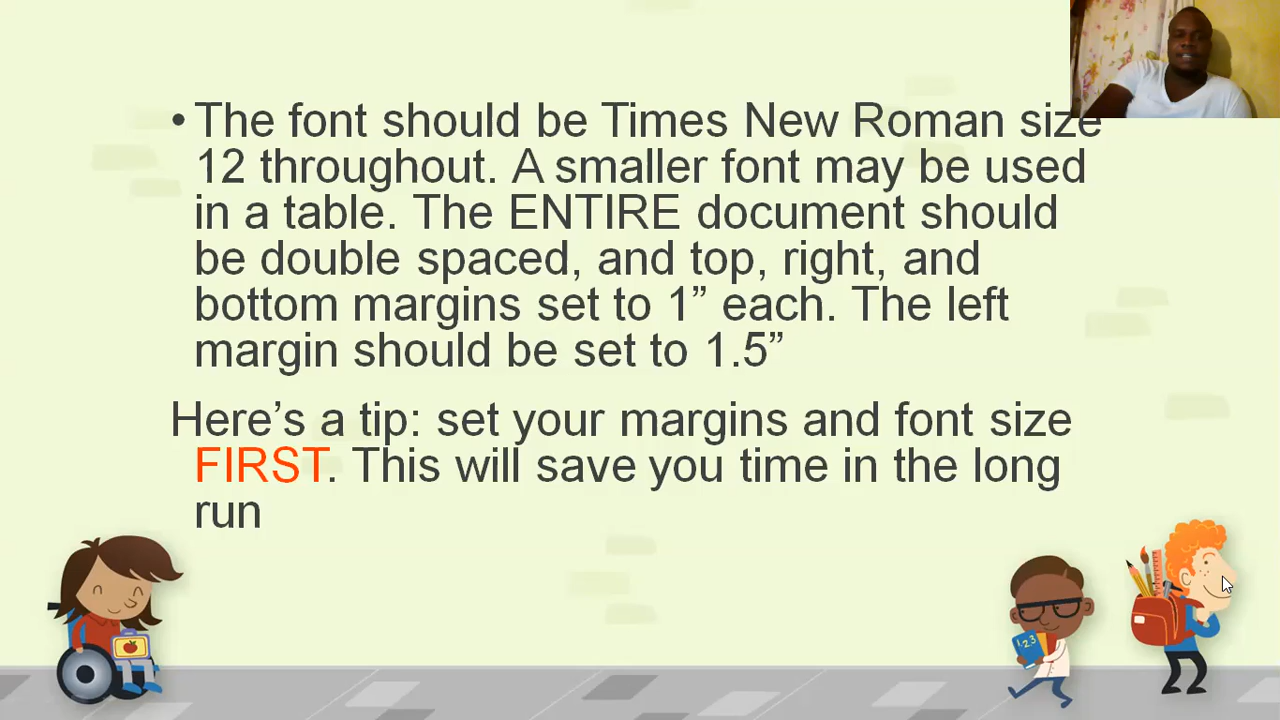 • The font should be Times New Roman size
12 throughout. A smaller font may be used
in a table. The ENTIRE document should
be double spaced, and top, right, and
bottom margins set to 1” each. The left
margin should be set to 1.5”
Here’s a tip: set your margins and font size
FIRST. This will save you time in the long
run
123